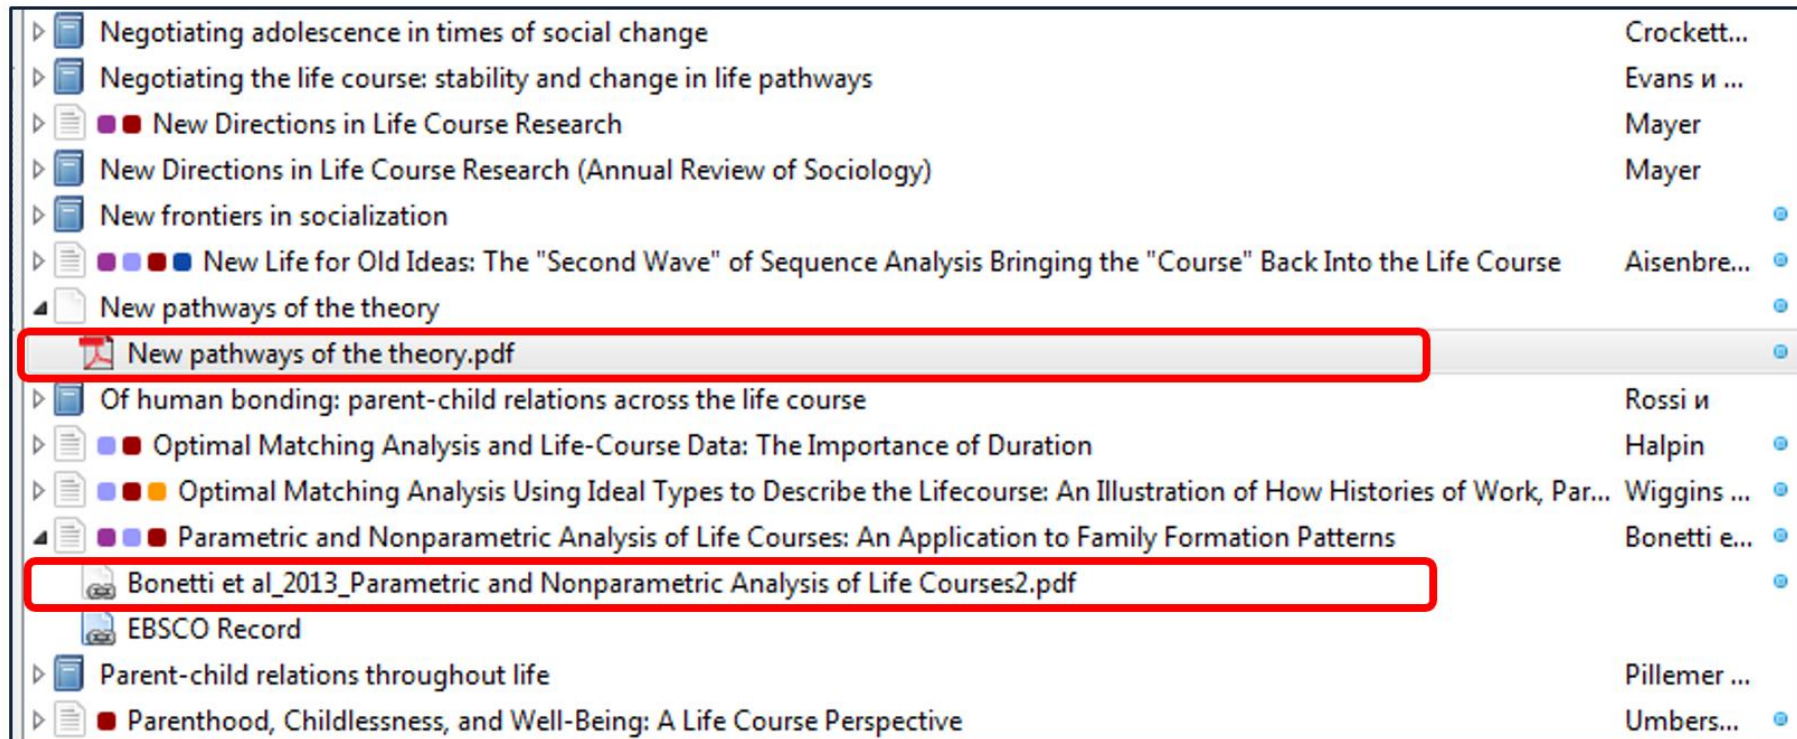 Negotiating adolescence in times of social change Crockett...
Negotiating the life course: stability and change in life pathways Evans и ...
New Directions in Life Course Research Mayer
New Directions in Life Course Research (Annual Review of Sociology) Mayer
New frontiers in socialization
New Life for Old Ideas: The "Second Wave" of Sequence Analysis Bringing the "Course" Back Into the Life Course Aisenbre...
New pathways of the theory
New pathways of the theory.pdf
Of human bonding: parent-child relations across the life course Rossi и
Optimal Matching Analysis and Life-Course Data: The Importance of Duration Halpin
Optimal Matching Analysis Using Ideal Types to Describe the Lifecourse: An Illustration of How Histories of Work, Par... Wiggins ...
Parametric and Nonparametric Analysis of Life Courses: An Application to Family Formation Patterns Bonetti e...
Bonetti et al_2013_Parametric and Nonparametric Analysis of Life Courses2.pdf
EBSCO Record
Parent-child relations throughout life Pillemer ...
Parenthood, Childlessness, and Well-Being: A Life Course Perspective Umbers...